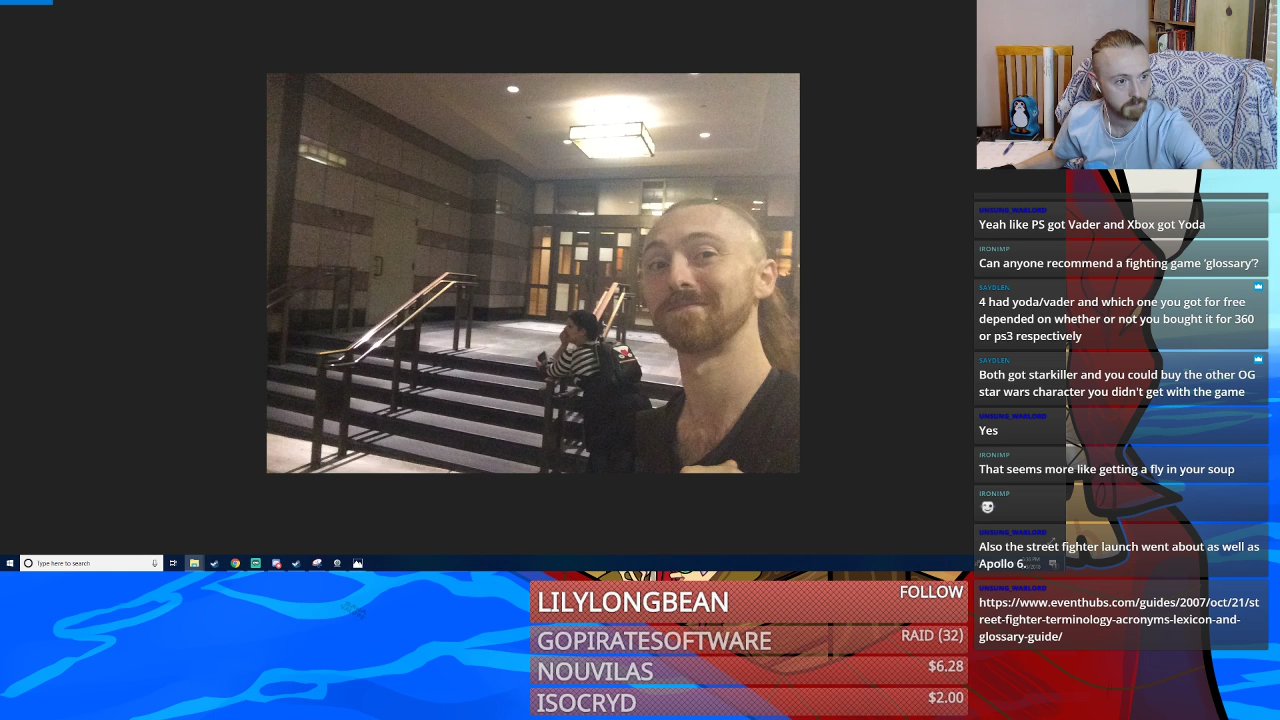 UNSUNG_WARLORD
Yeah like PS got Vader and Xbox got Yoda
IRONIMP
Can anyone recommend a fighting game 'glossary'?
SAYDLEN
4 had yoda/vader and which one you got for free
depended on whether or not you bought it for 360
or ps3 respectively
SAYDLEN
Both got starkiller and you could buy the other OG
star wars character you didn't get with the game
UNSUNG_WARLORD
Yes
IRONIMP
That seems more like getting a fly in your soup
IRONIMP
UNSUNG_WARLORD
Also the street fighter launch went about as well as
Apollo 6.
UNSUNG_WARLORD
https://www.eventhubs.com/guides/2007/oct/21/st
reet-fighter-terminology-acronyms-lexicon-and-
glossary-guide/
Type here to search
LILYLONGBEAN FOLLOW
GOPIRATESOFTWARE RAID (32)
NOUVILAS $6.28
ISOCRYD $2.00